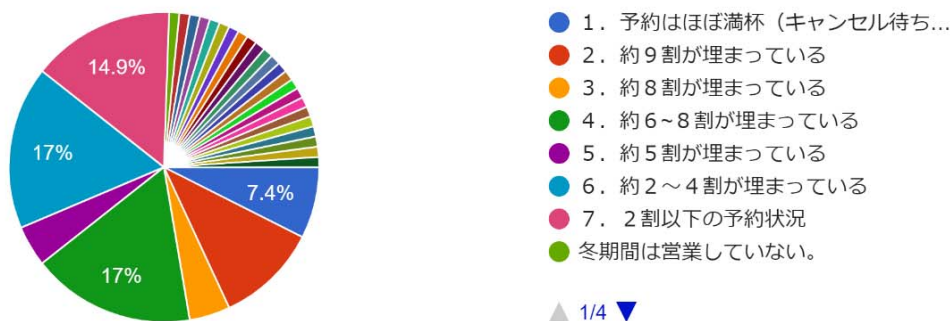 14.9%
17%
17%
7.4%
1．予約はほぼ満杯（キャンセル待ち...
2．約９割が埋まっている
3．約８割が埋まっている
4．約６~８割が埋まっている
5．約５割が埋まっている
6．約２～４割が埋まっている
7．２割以下の予約状況
冬期間は営業していない。
1/4